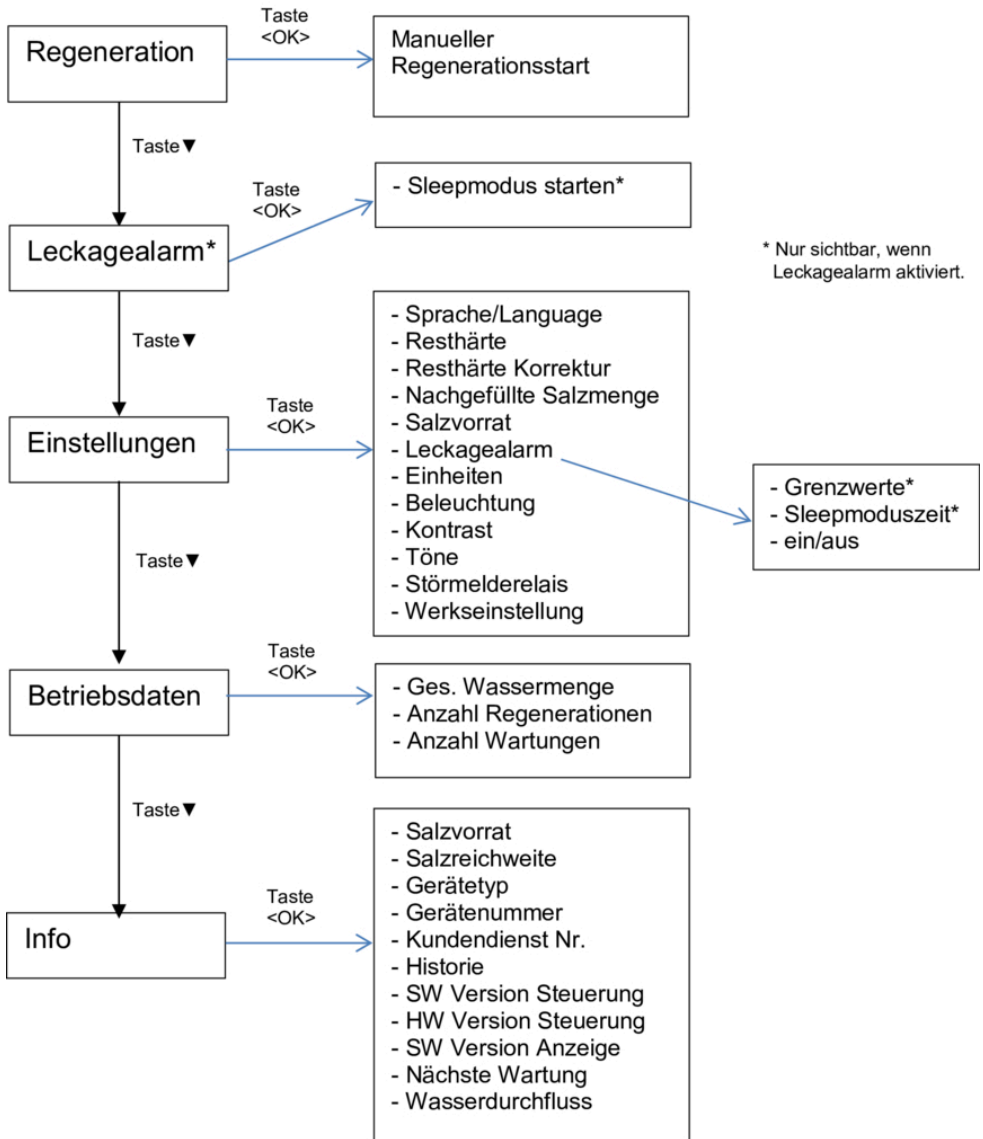 Taste
<OK>
Regeneration
Manueller
Regenerationsstart
Taste▼
Taste
<OK>
- Sleepmodus starten*
Leckagealarm*
* Nur sichtbar, wenn
Leckagealarm aktiviert.
Taste▼
- Sprache/Language
- Resthärte
- Resthärte Korrektur
- Nachgefüllte Salzmenge
- Salzvorrat
- Leckagealarm
- Einheiten
- Beleuchtung
- Kontrast
- Töne
- Störmelderelais
- Werkseinstellung
Taste
<OK>
Einstellungen
- Grenzwerte*
- Sleepmoduszeit*
- ein/aus
Taste▼
Taste
<OK>
Betriebsdaten
- Ges. Wassermenge
- Anzahl Regenerationen
- Anzahl Wartungen
Taste▼
Taste
<OK>
Info
- Salzvorrat
- Salzreichweite
- Gerätetyp
- Gerätenummer
- Kundendienst Nr.
- Historie
- SW Version Steuerung
- HW Version Steuerung
- SW Version Anzeige
- Nächste Wartung
- Wasserdurchfluss